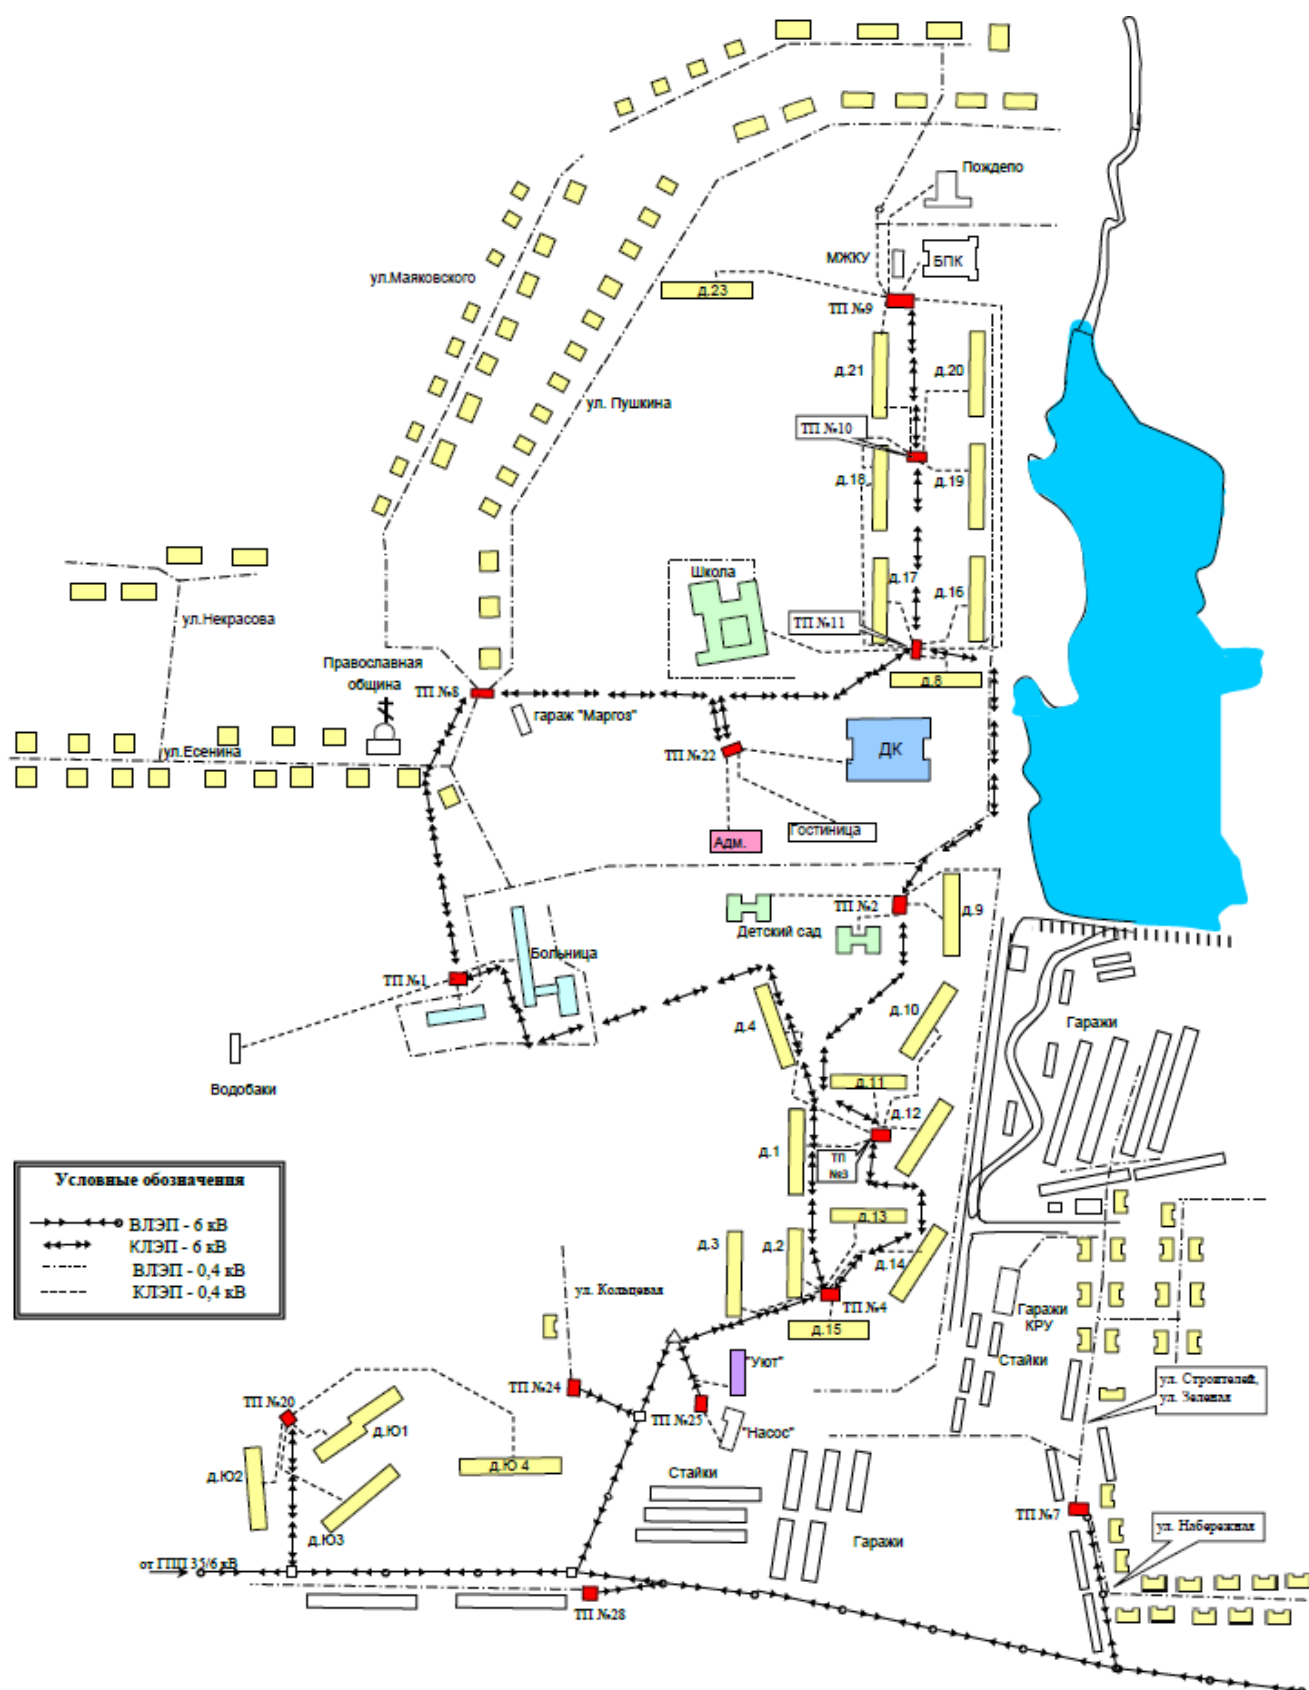 Пождепо
МЖКУ
БПК
ул.Маяковского
д.23
ТП №9
д.21
д.20
ул. Пушкина
ТП №10
д.18
д.19
Школа
д.17
д.16
ул.Некрасова
ТП №11
Православная
община
ТП №8
д.8
гараж "Маргоз"
ул.Есенина
ТП №22
ДК
Адм.
Гостиница
ТП №2
д.9
Детский сад
Больница
ТП №1
д.4
д.10
Гаражи
Водобаки
д.11
д.12
д.1
ТП
№3
Условные обозначения
ВЛЭП - 6 кВ
КЛЭП - 6 кВ
ВЛЭП - 0,4 кВ
КЛЭП - 0,4 кВ
д.13
д.3
д.2
д.14
ул. Кольцевая
ТП №4
д.15
Гаражи
КРУ
Стайки
"Уют"
ТП №24
ул. Строителей,
ул. Зеленая
ТП №20
ТП №25
"Насос"
д.Ю1
д.Ю2
д.Ю 4
Стайки
д.Ю3
ТП №7
ул. Набережная
Гаражи
от ГПП 35/6 кВ
ТП №28